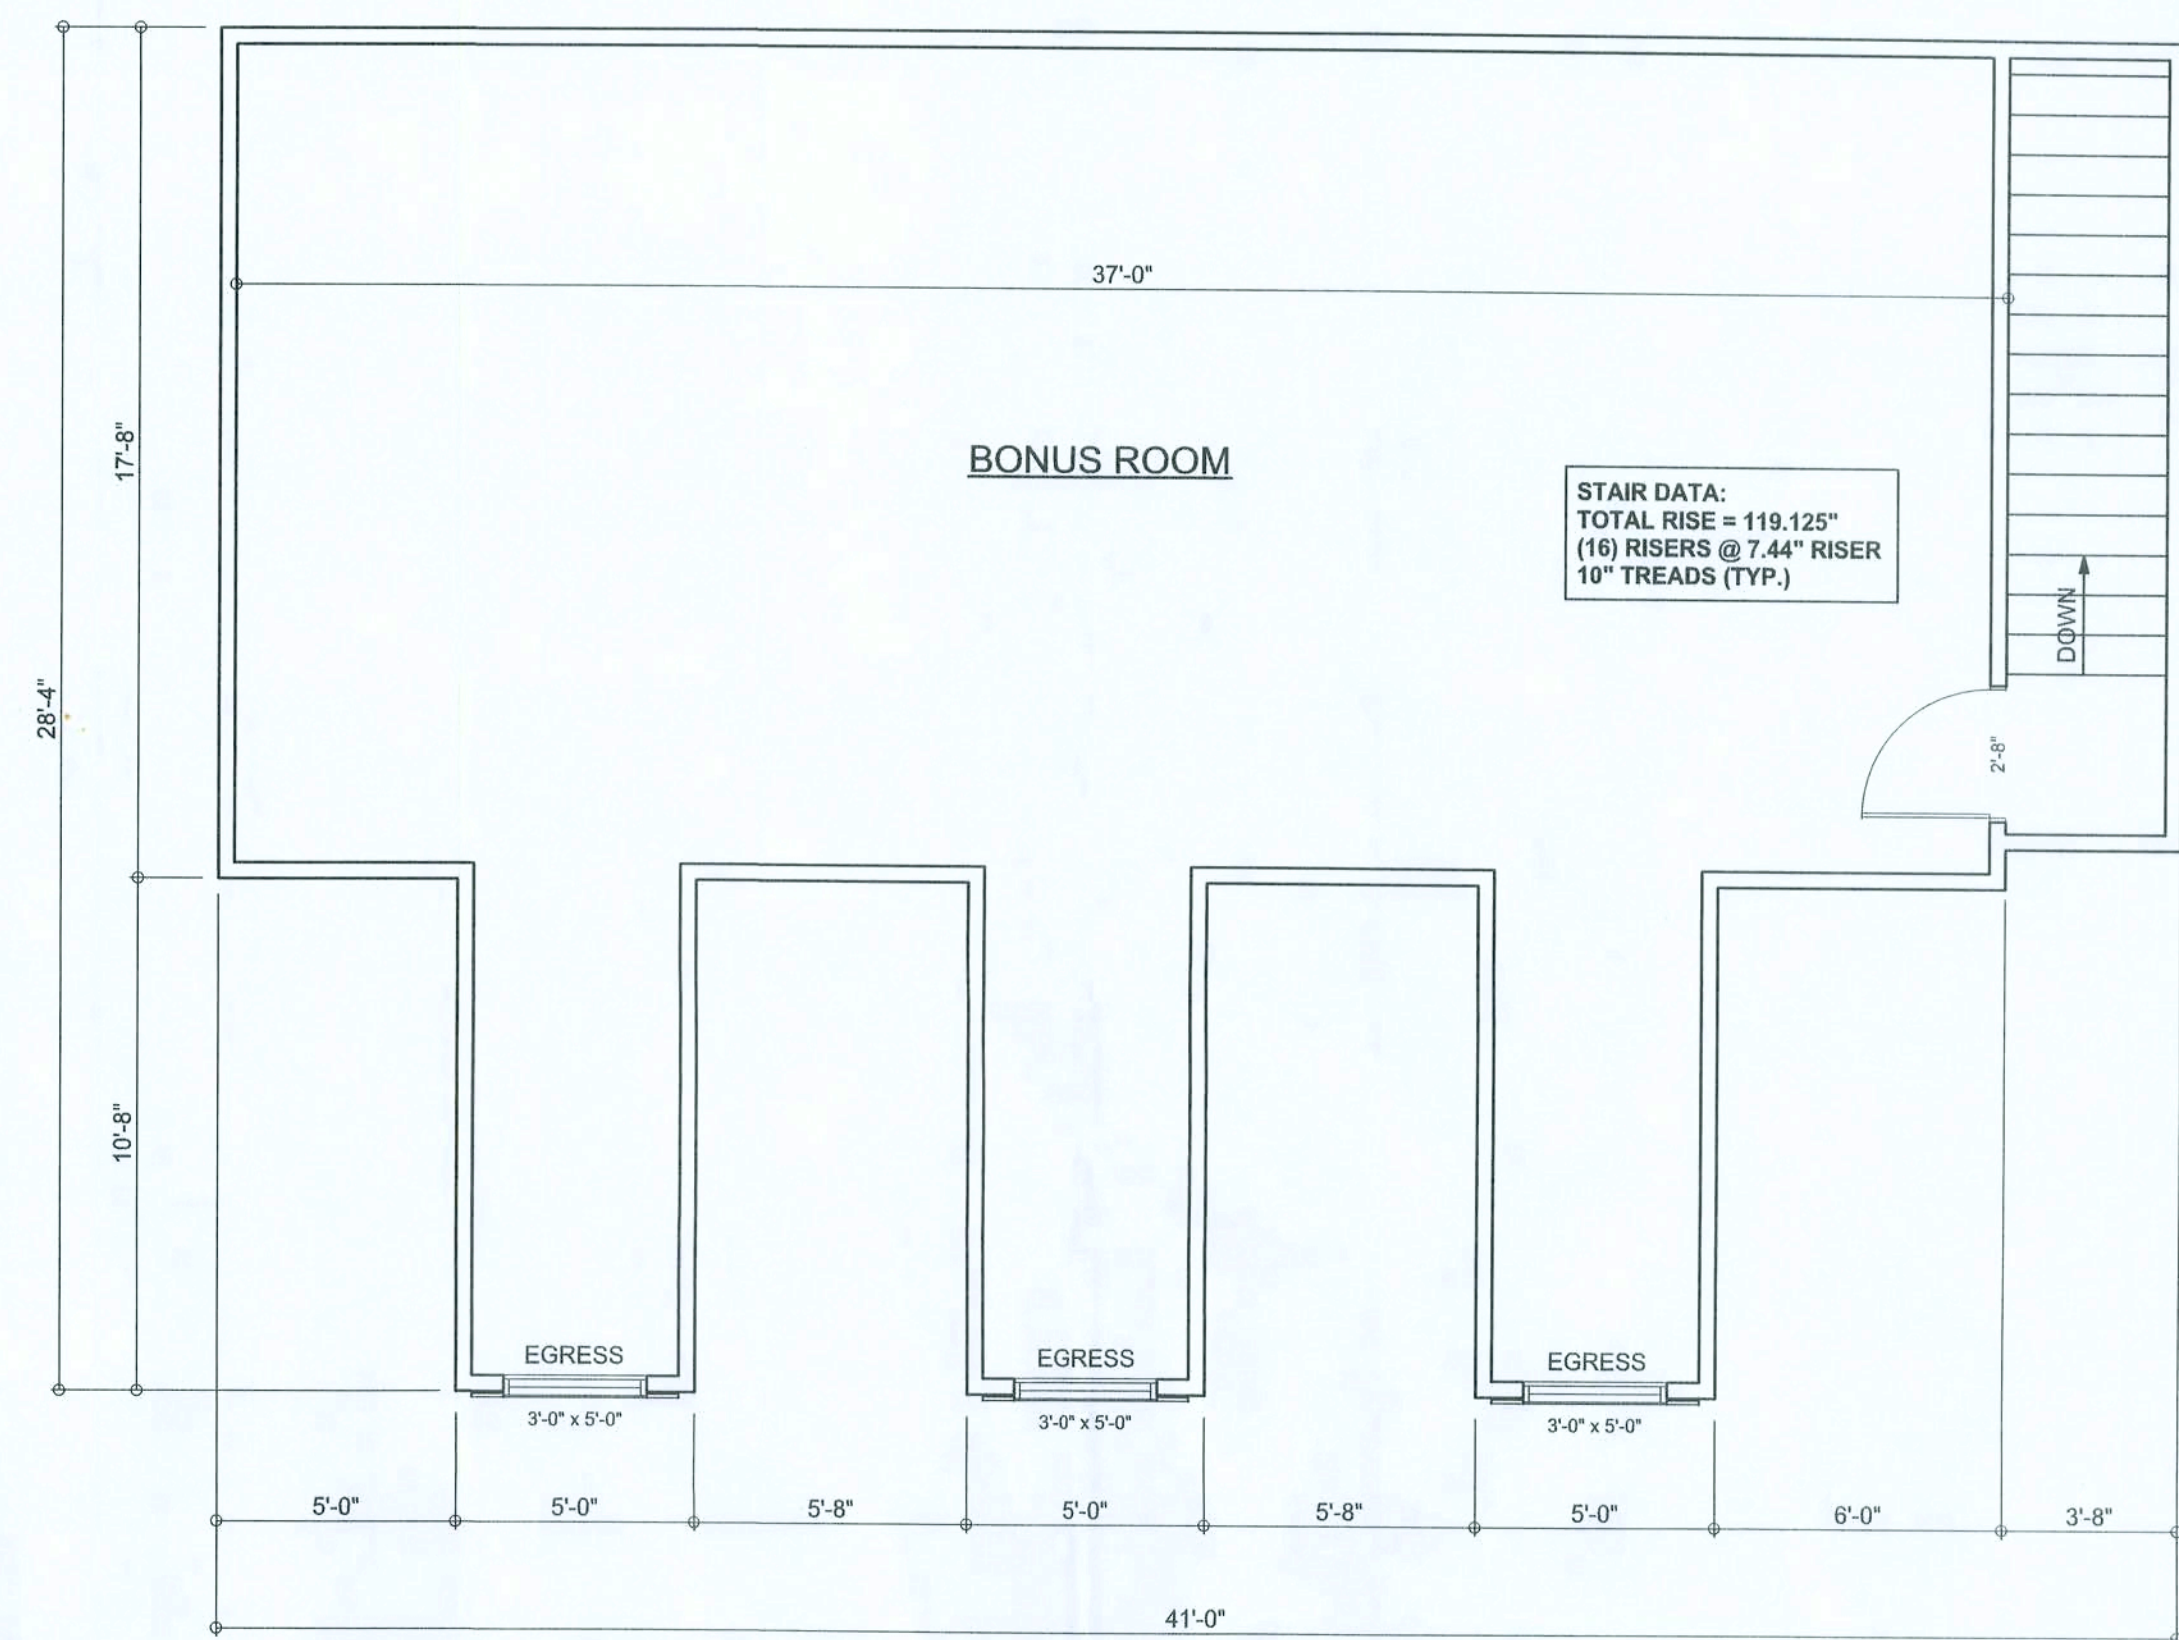 37'-0"
17'-8"
BONUS ROOM
STAIR DATA:
TOTAL RISE = 119.125"
(16) RISERS @ 7.44" RISER
10" TREADS (TYP.)
DOWN
28'-4"
2'-8"
10'-8"
EGRESS
EGRESS
EGRESS
3'-0" x 5'-0"
3'-0" x 5'-0"
3'-0" x 5'-0"
5'-0"
5'-0"
5'-8"
5'-0"
5'-8"
5'-0"
6'-0"
3'-8"
41'-0"